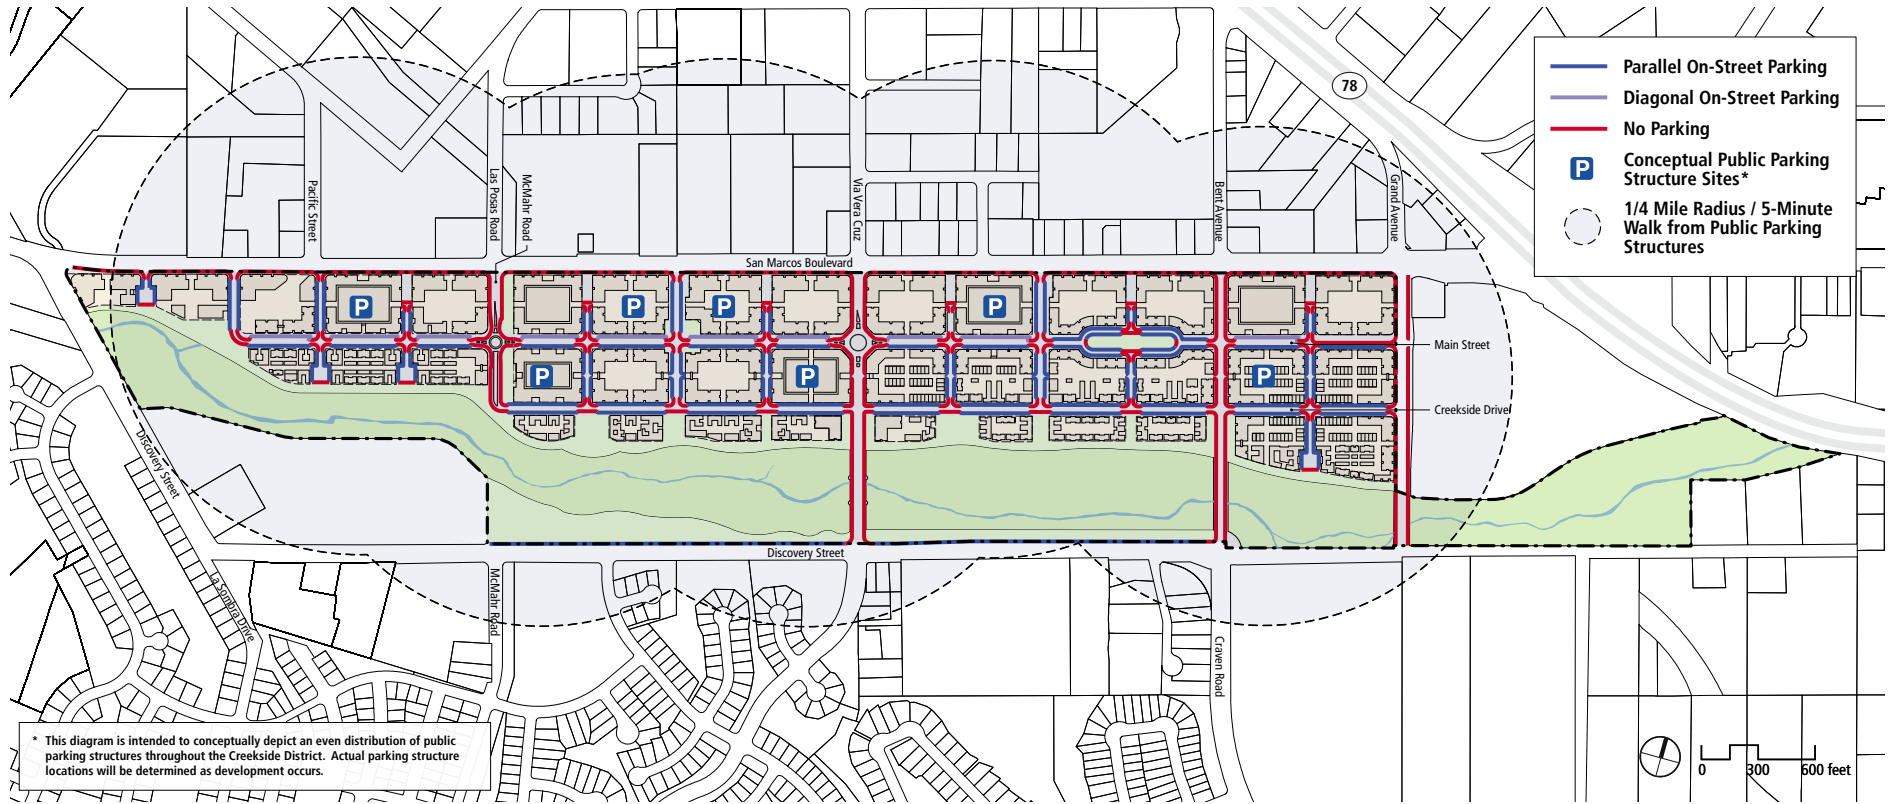 78
Parallel On-Street Parking
Diagonal On-Street Parking
No Parking
P
Conceptual Public Parking
Structure Sites*
1/4 Mile Radius / 5-Minute
Walk from Public Parking
Structures
Pacific Street
Las Posas Road
McMahr Road
Via Vera Cruz
Bent Avenue
Grand Avenue
San Marcos Boulevard
P
P
P
P
Main Street
P
P
P
Creekside Drive
Discovery Street
Discovery Street
La Sombra Drive
McMahr Road
Craven Road
* This diagram is intended to conceptually depict an even distribution of public
parking structures throughout the Creekside District. Actual parking structure
locations will be determined as development occurs.
0 300 600 feet